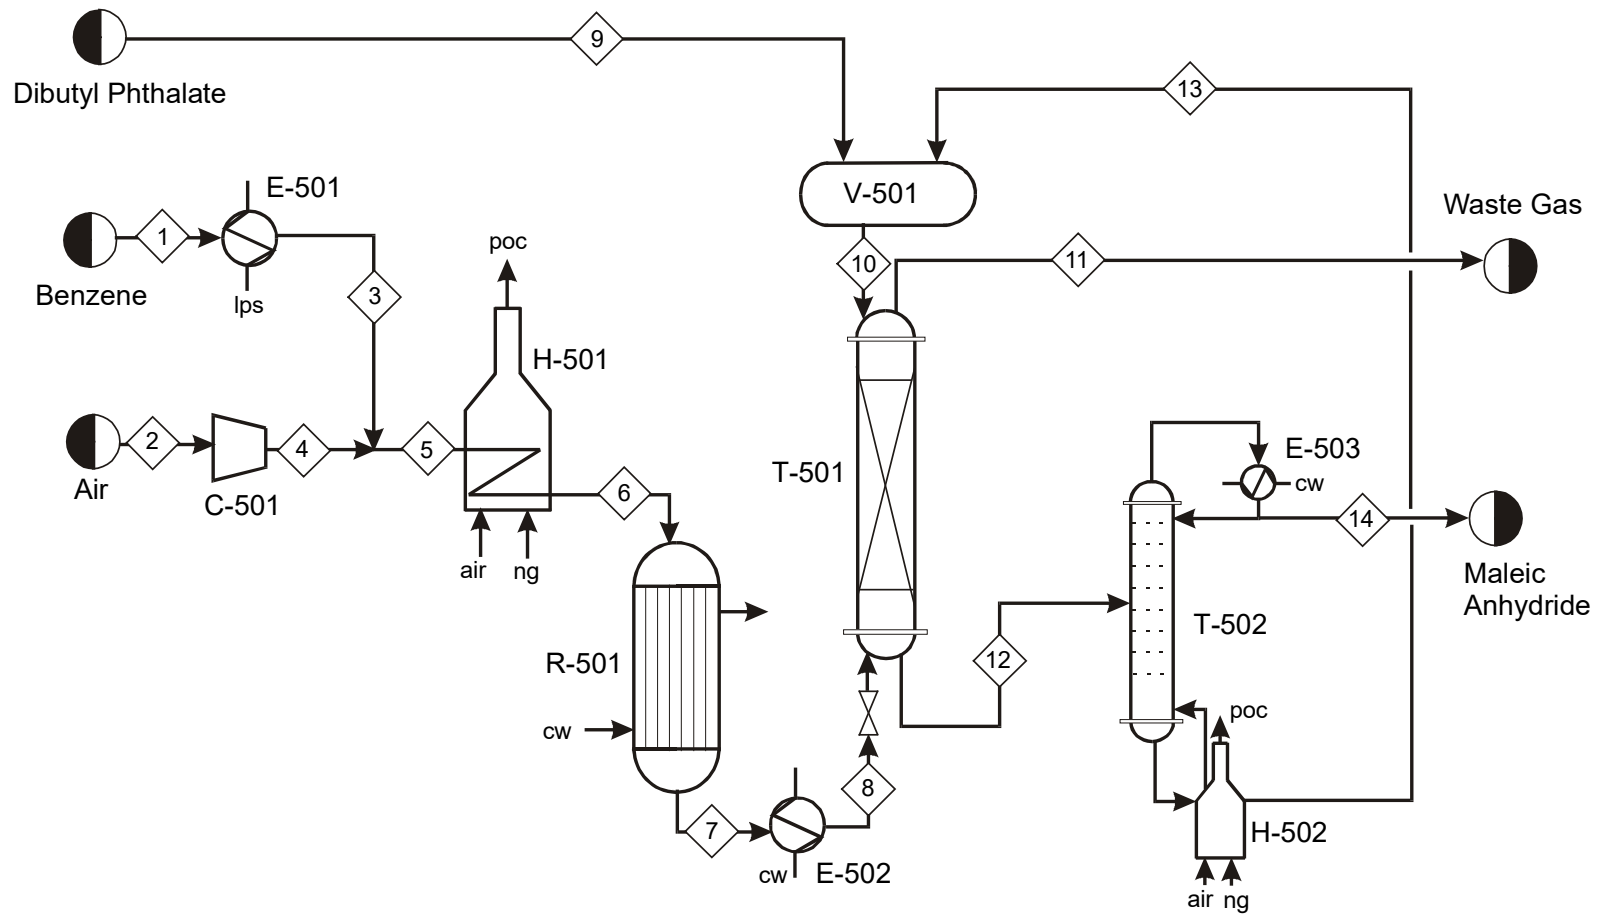 9
13
Dibutyl Phthalate
V-501
E-501
Waste Gas
1
poc
10
11
Benzene
lps
3
H-501
2
4
5
T-501
E-503
cw
Air
C-501
6
14
air
ng
Maleic
Anhydride
T-502
R-501
12
cw
poc
8
7
H-502
cw
E-502
air
ng